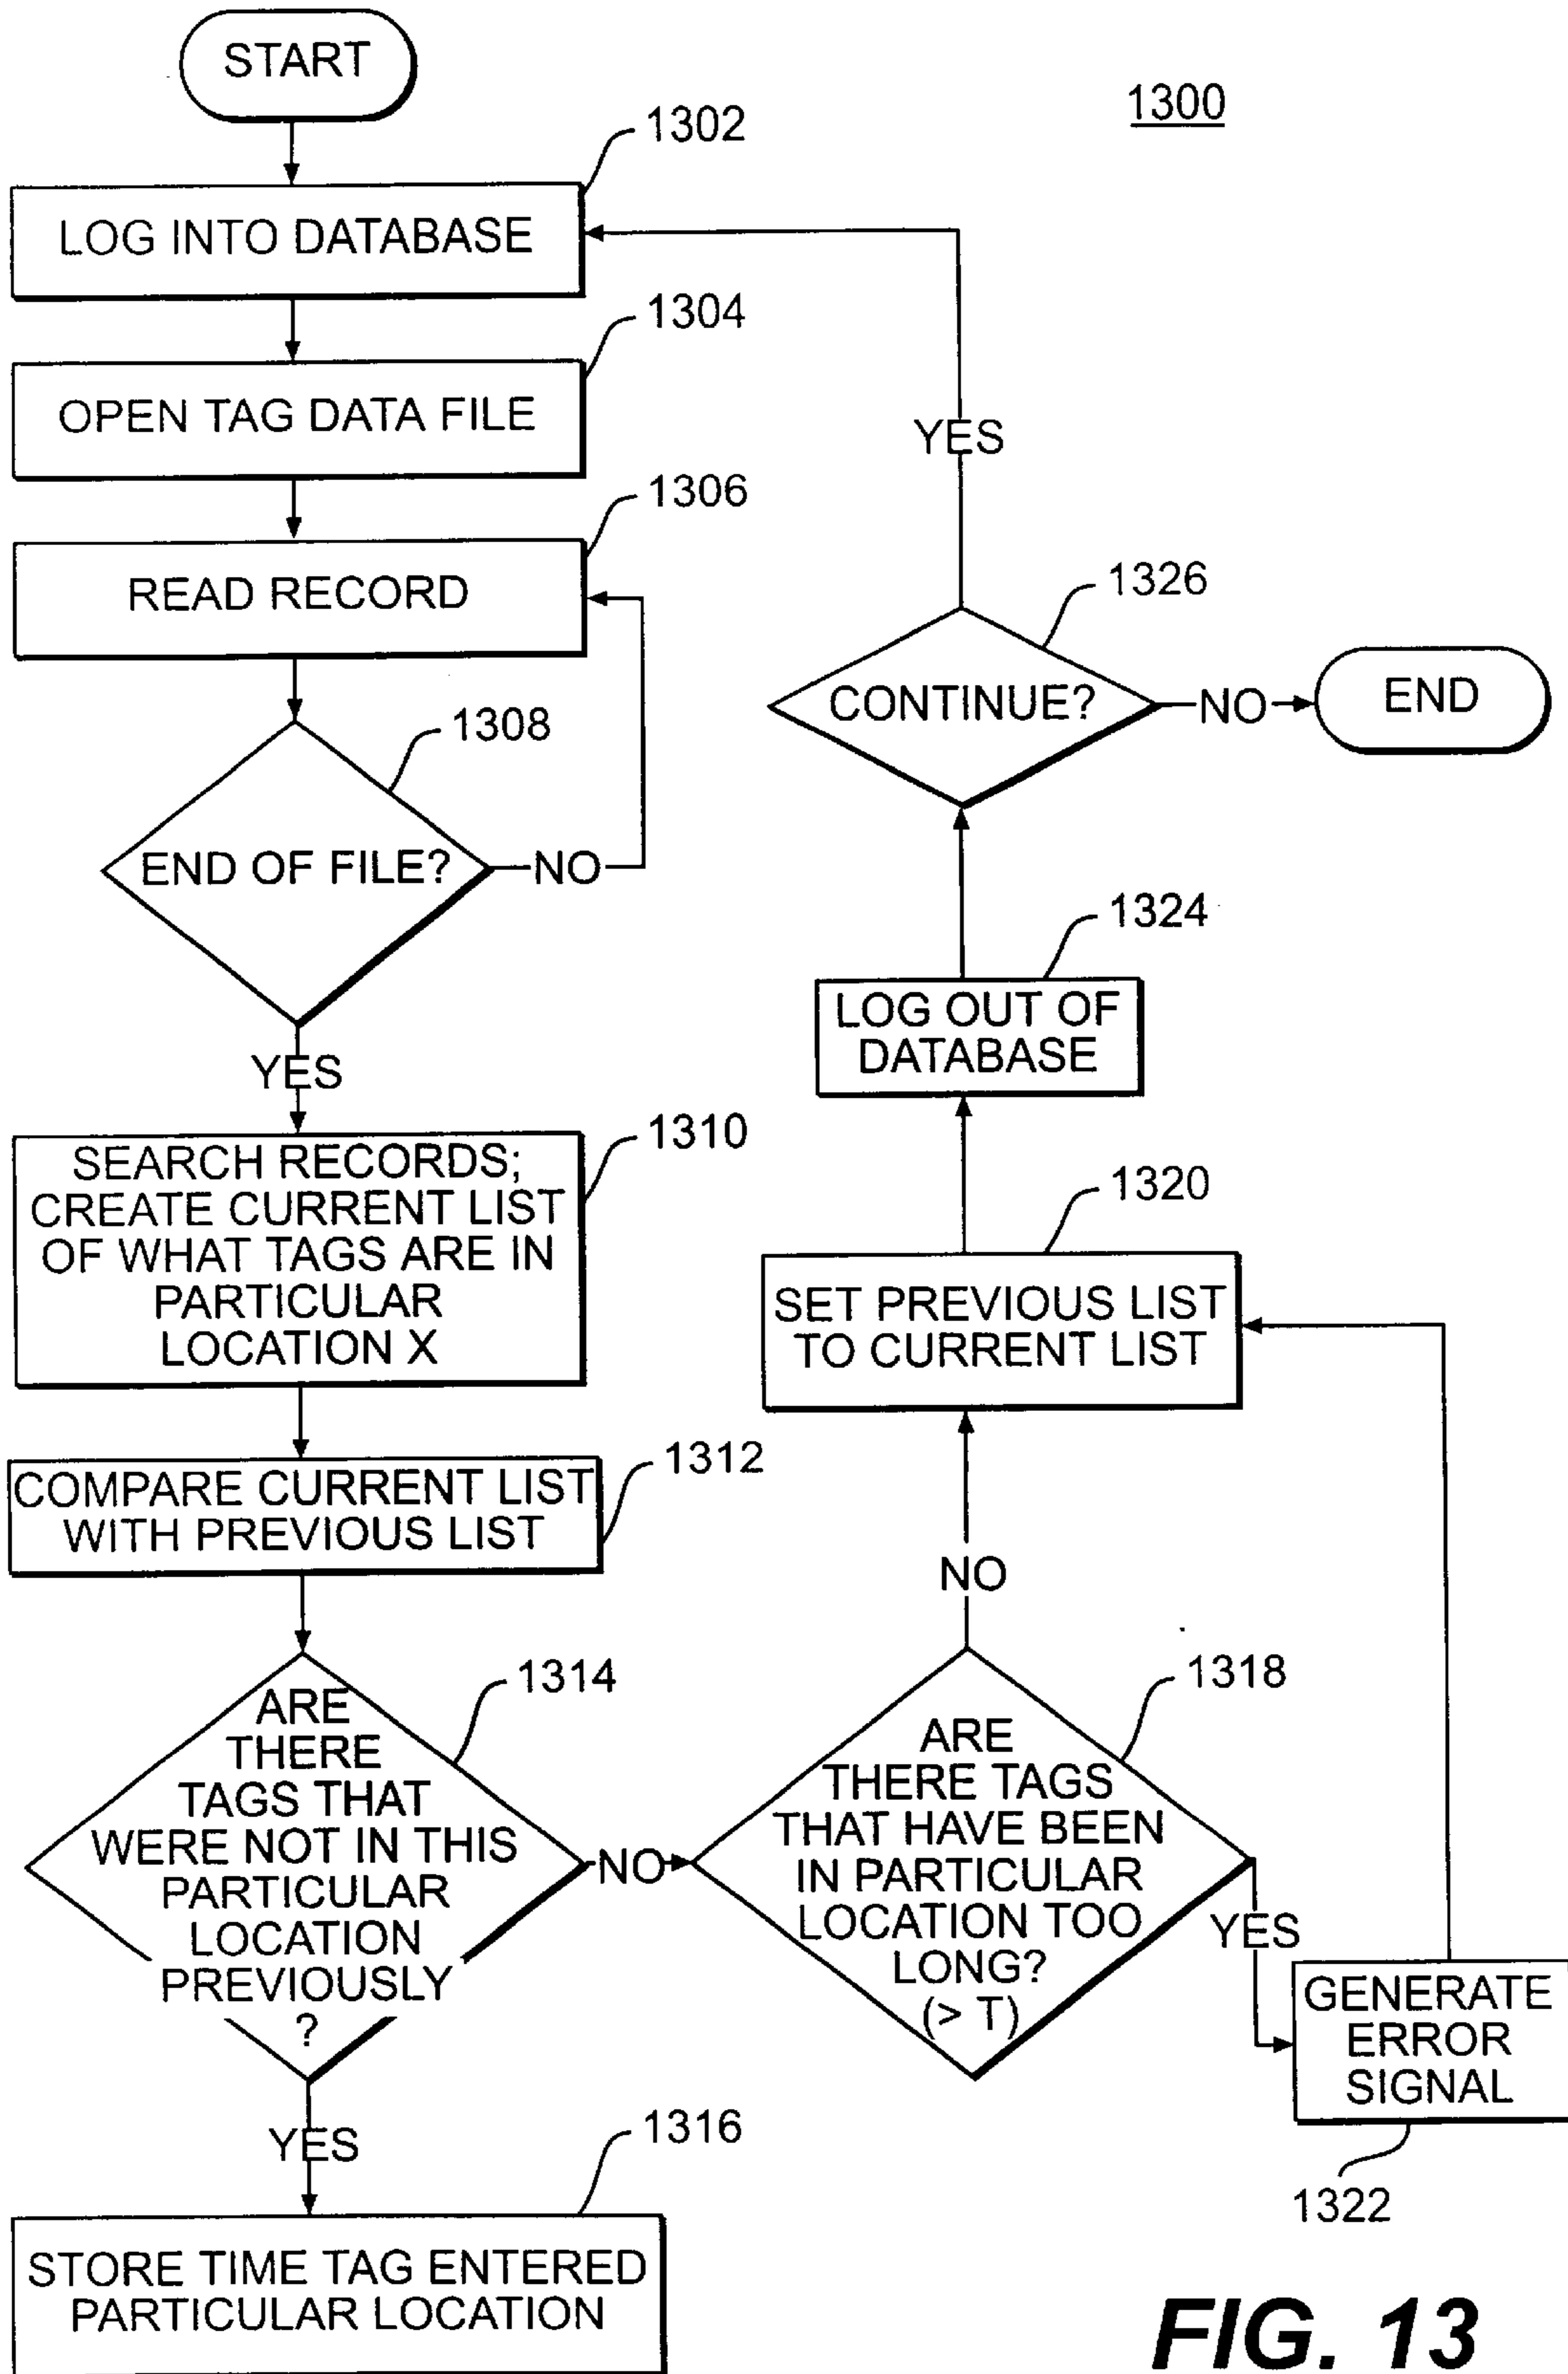 START
1300
1302
LOG INTO DATABASE
1304
OPEN TAG DATA FILE
YES
1306
READ RECORD
1326
CONTINUE?
NO
END
1308
END OF FILE?
NO
1324
LOG OUT OF
DATABASE
YES
1310
SEARCH RECORDS;
CREATE CURRENT LIST
OF WHAT TAGS ARE IN
PARTICULAR
LOCATION X
1320
SET PREVIOUS LIST
TO CURRENT LIST
1312
COMPARE CURRENT LIST
WITH PREVIOUS LIST
NO
1314
ARE
THERE
TAGS THAT
WERE NOT IN THIS
PARTICULAR
LOCATION
PREVIOUSLY
?
NO
1318
ARE
THERE TAGS
THAT HAVE BEEN
IN PARTICULAR
LOCATION TOO
LONG?
(> T)
YES
GENERATE
ERROR
SIGNAL
1322
YES
1316
STORE TIME TAG ENTERED
PARTICULAR LOCATION
FIG. 13